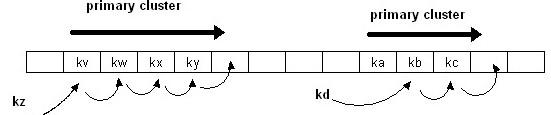 primary cluster
primary cluster
kv kw kx ky ka kb kc
kz
kd